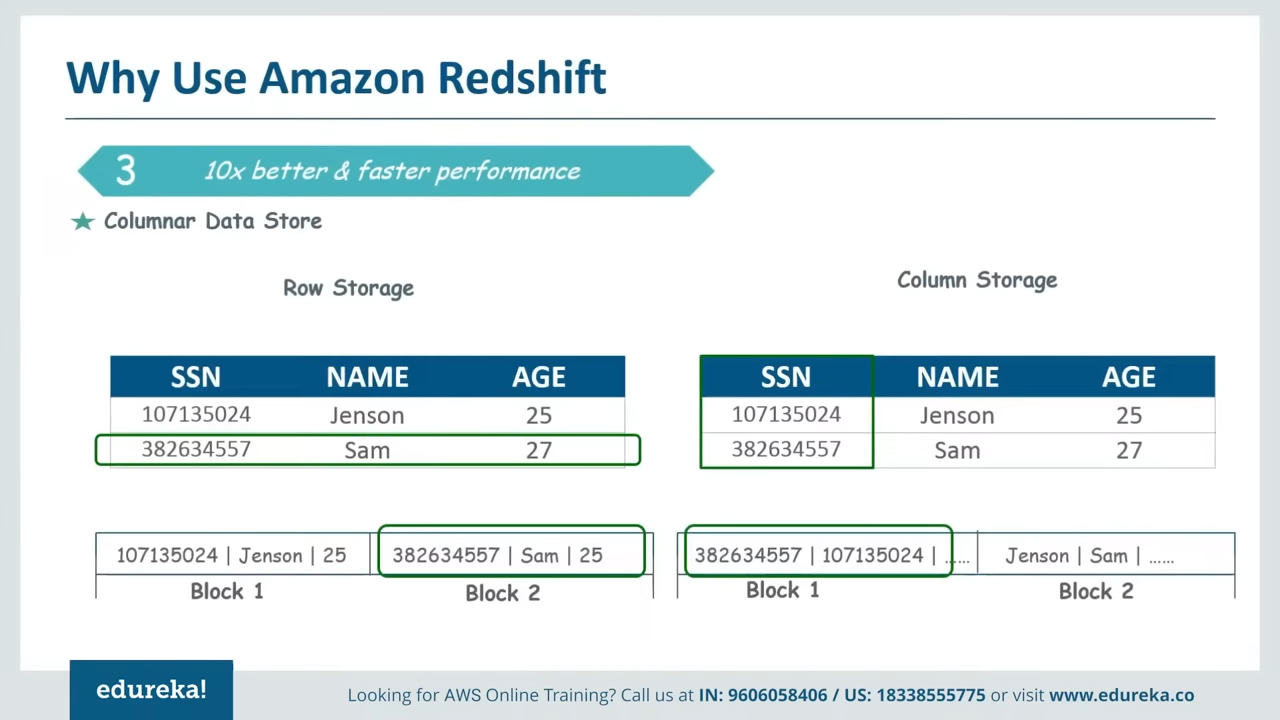 Why Use Amazon Redshift
3 10x better & faster performance
Columnar Data Store
Row Storage
Column Storage
SSN NAME AGE
107135024 Jenson 25
382634557 Sam 27
SSN NAME AGE
107135024 Jenson 25
382634557 Sam 27
107135024 | Jenson | 25
382634557 | Sam | 25
Block 1
Block 2
382634557 | 107135024 | ......
Jenson | Sam | ......
Block 1
Block 2
edureka!
Looking for AWS Online Training? Call us at IN: 9606058406 / US: 18338555775 or visit www.edureka.co